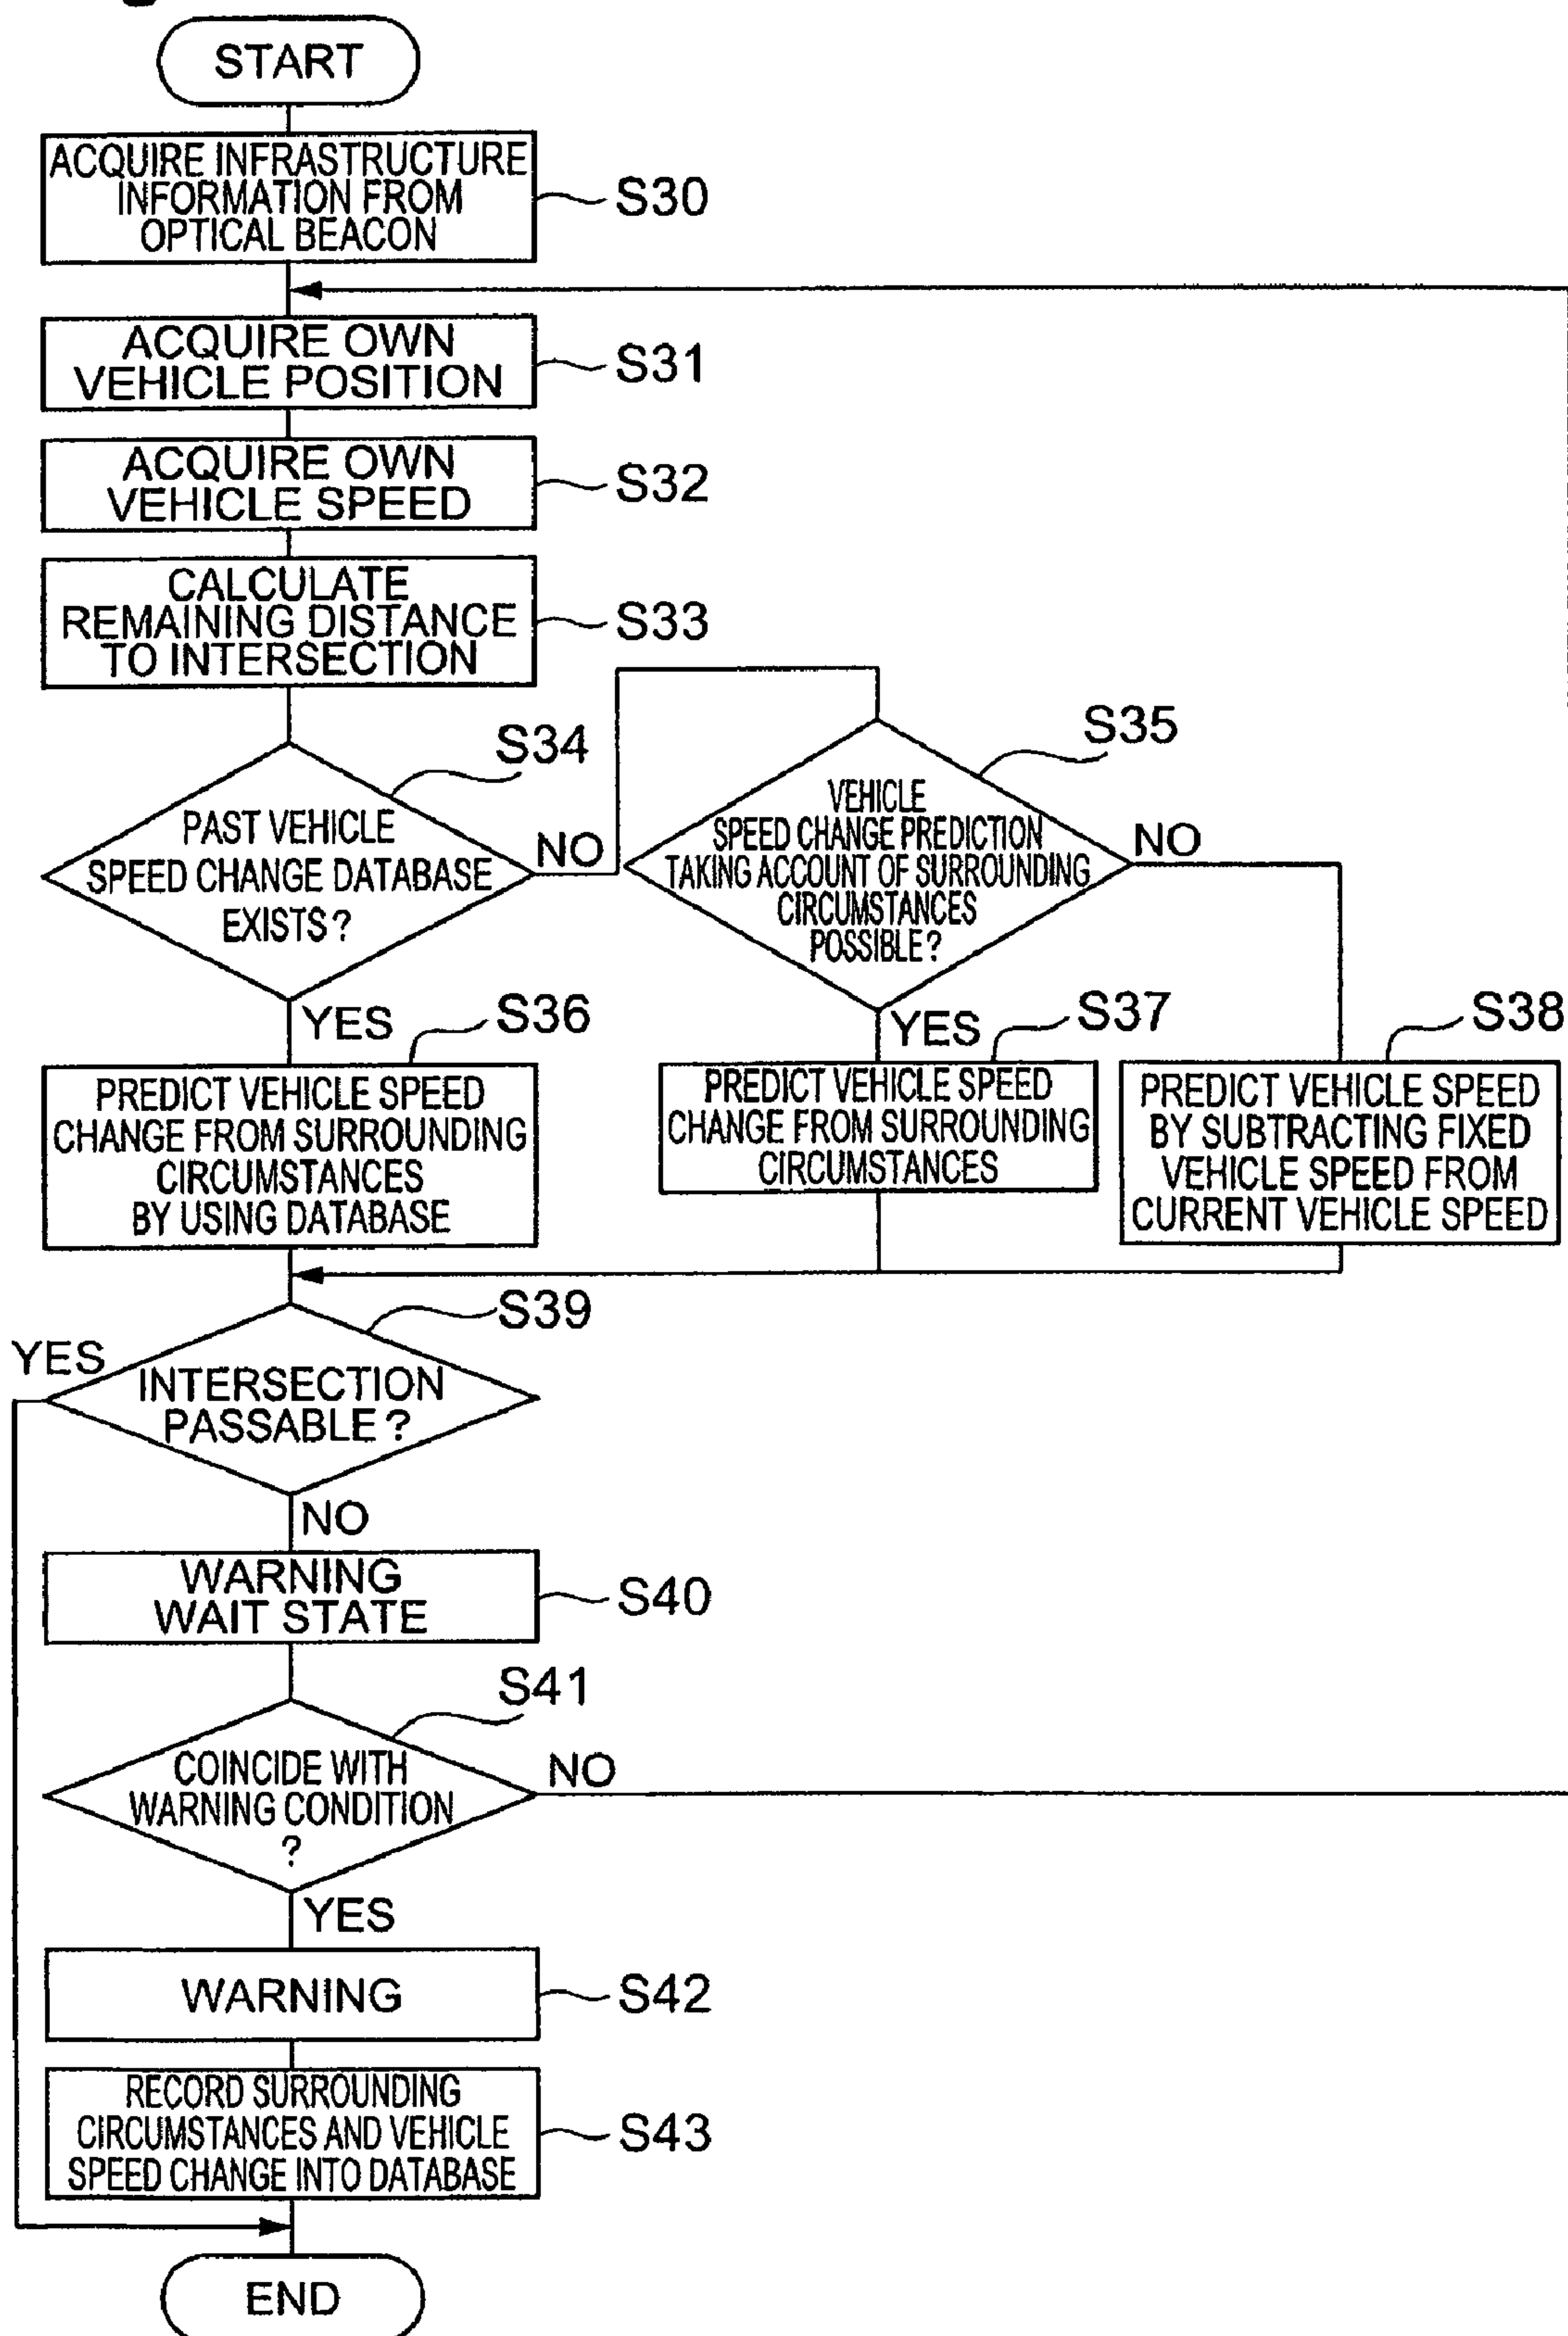 START
ACQUIRE INFRASTRUCTURE
INFORMATION FROM
OPTICAL BEACON
S30
ACQUIRE OWN
VEHICLE POSITION
S31
ACQUIRE OWN
VEHICLE SPEED
S32
CALCULATE
REMAINING DISTANCE
TO INTERSECTION
S33
S34
PAST VEHICLE
SPEED CHANGE DATABASE
EXISTS?
NO
S35
VEHICLE
SPEED CHANGE PREDICTION
TAKING ACCOUNT OF SURROUNDING
CIRCUMSTANCES
POSSIBLE?
NO
YES
S36
PREDICT VEHICLE SPEED
CHANGE FROM SURROUNDING
CIRCUMSTANCES
BY USING DATABASE
YES
S37
PREDICT VEHICLE SPEED
CHANGE FROM SURROUNDING
CIRCUMSTANCES
S38
PREDICT VEHICLE SPEED
BY SUBTRACTING FIXED
VEHICLE SPEED FROM
CURRENT VEHICLE SPEED
S39
YES
INTERSECTION
PASSABLE?
NO
WARNING
WAIT STATE
S40
S41
COINCIDE WITH
WARNING CONDITION
?
NO
YES
WARNING
S42
RECORD SURROUNDING
CIRCUMSTANCES AND VEHICLE
SPEED CHANGE INTO DATABASE
S43
END